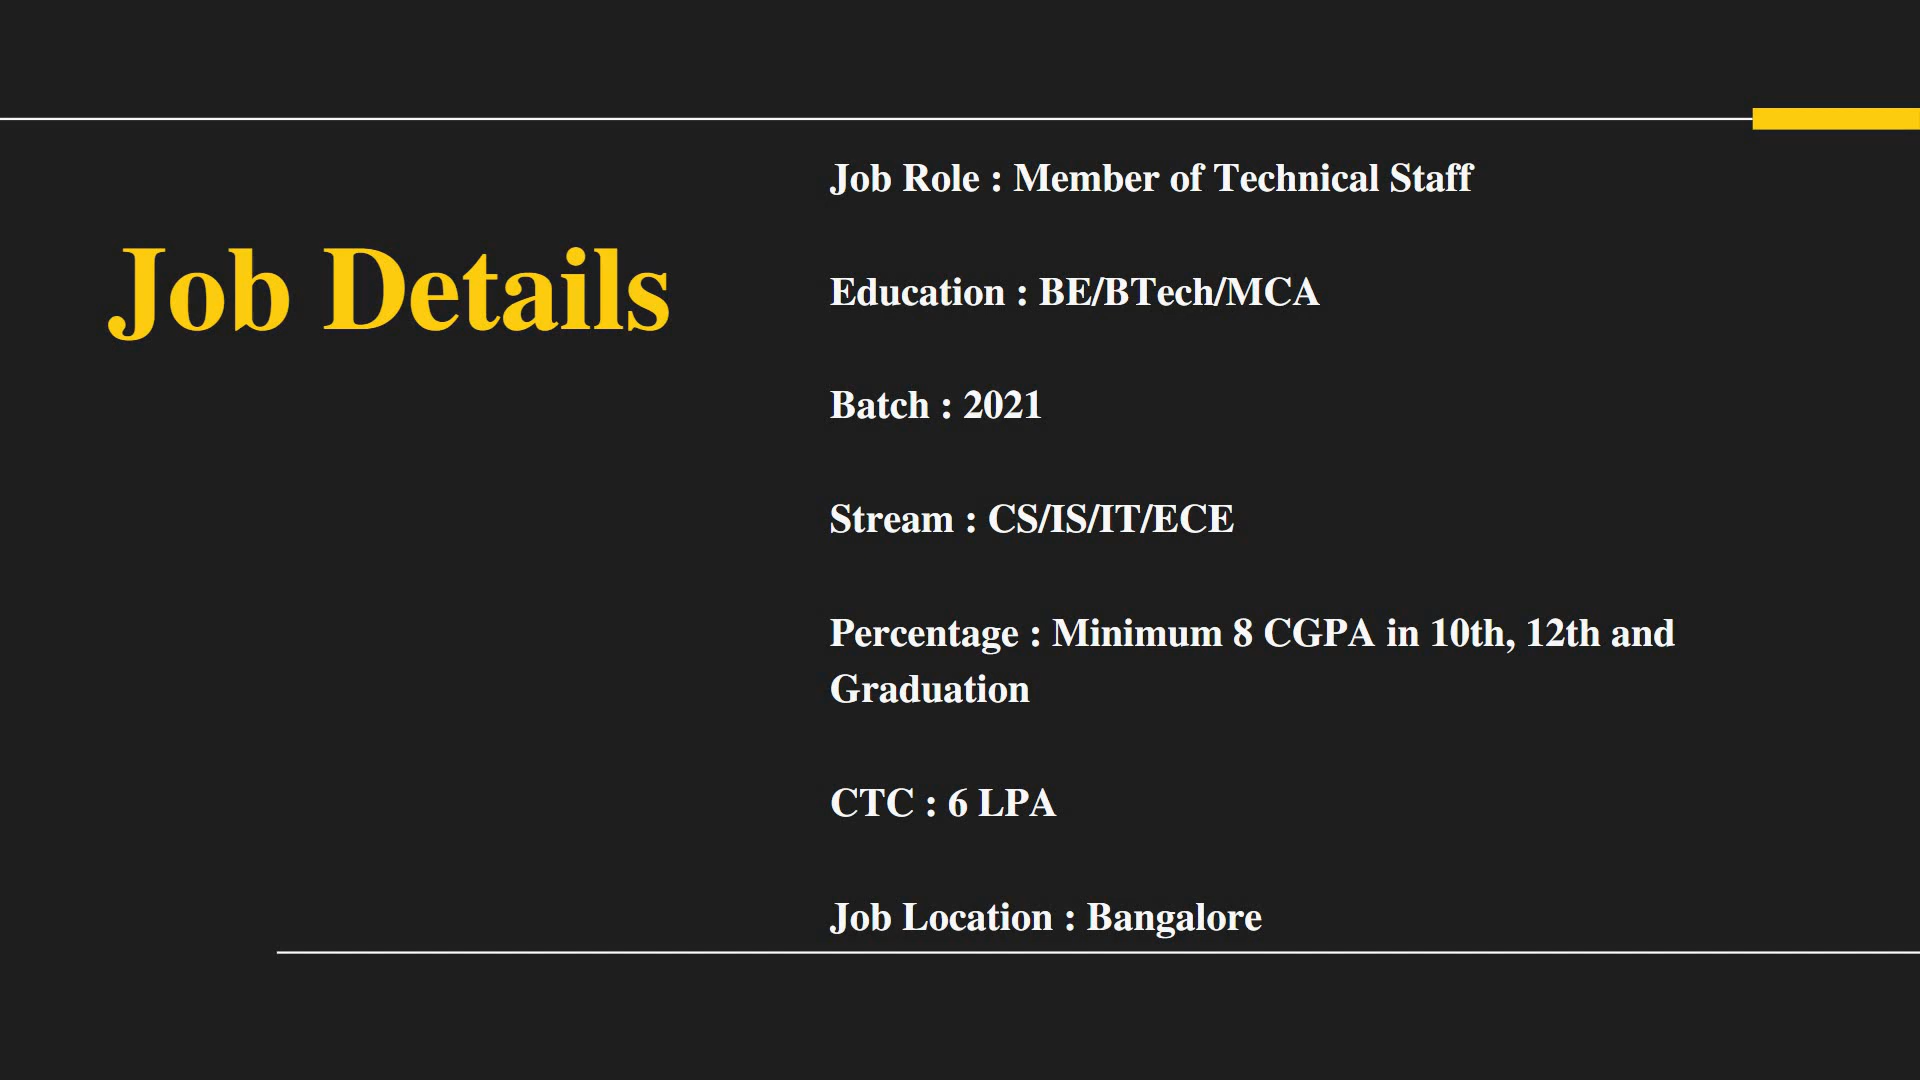 Job Details
Job Role : Member of Technical Staff
Education : BE/BTech/MCA
Batch : 2021
Stream : CS/IS/IT/ECE
Percentage : Minimum 8 CGPA in 10th, 12th and
Graduation
CTC : 6 LPA
Job Location : Bangalore